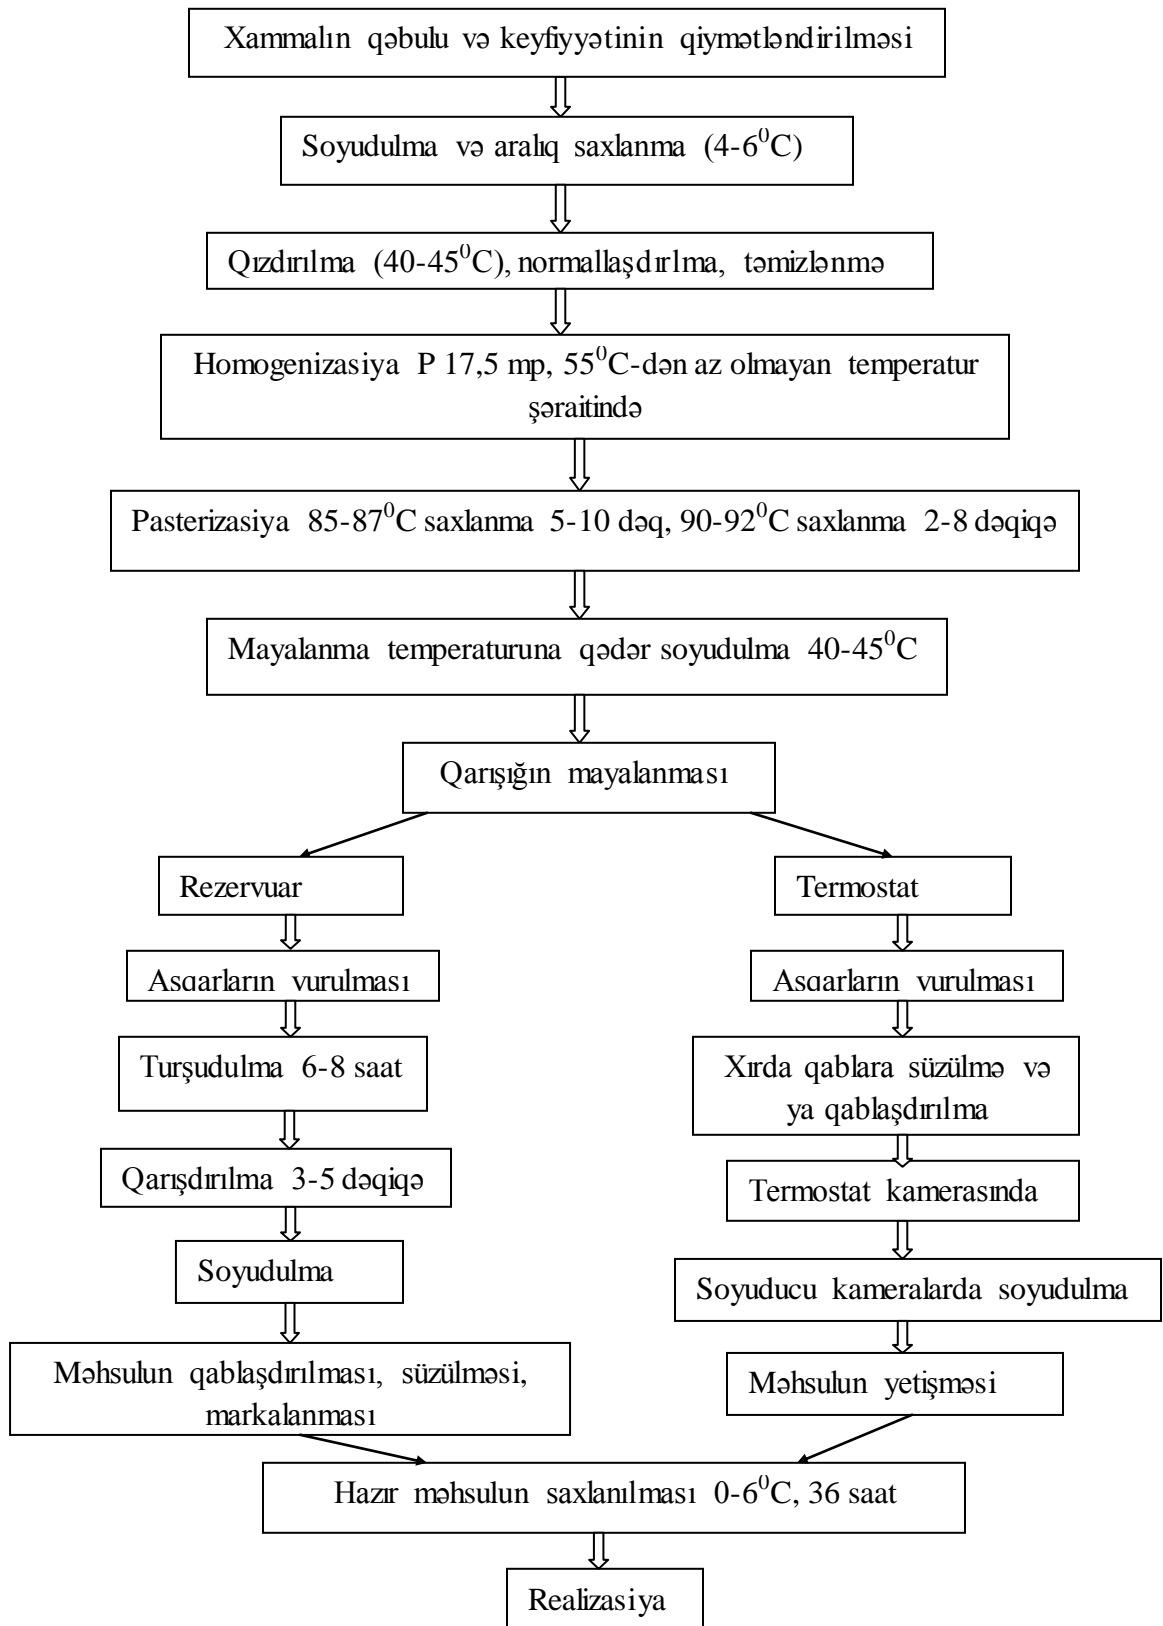 Xammalın qəbulu və keyfiyyətinin qiymətləndirilməsi
Soyudulma və aralıq saxlanma (4-6⁰C)
Qızdırılma (40-45⁰C), normallaşdırlma, təmizlənmə
Homogenizasiya P 17,5 mp, 55⁰C-dən az olmayan temperatur
şəraitində
Pasterizasiya 85-87⁰C saxlanma 5-10 dəq, 90-92⁰C saxlanma 2-8 dəqiqə
Mayalanma temperaturuna qədər soyudulma 40-45⁰C
Qarışığın mayalanması
Rezervuar
Aşqarların vurulması
Turşudulma 6-8 saat
Qarışdırılma 3-5 dəqiqə
Soyudulma
Məhsulun qablaşdırılması, süzülməsi,
markalanması
Termostat
Aşqarların vurulması
Xırda qablara süzülmə və
ya qablaşdırılma
Termostat kamerasında
Soyuducu kameralarda soyudulma
Məhsulun yetişməsi
Hazır məhsulun saxlanılması 0-6⁰C, 36 saat
Realizasiya